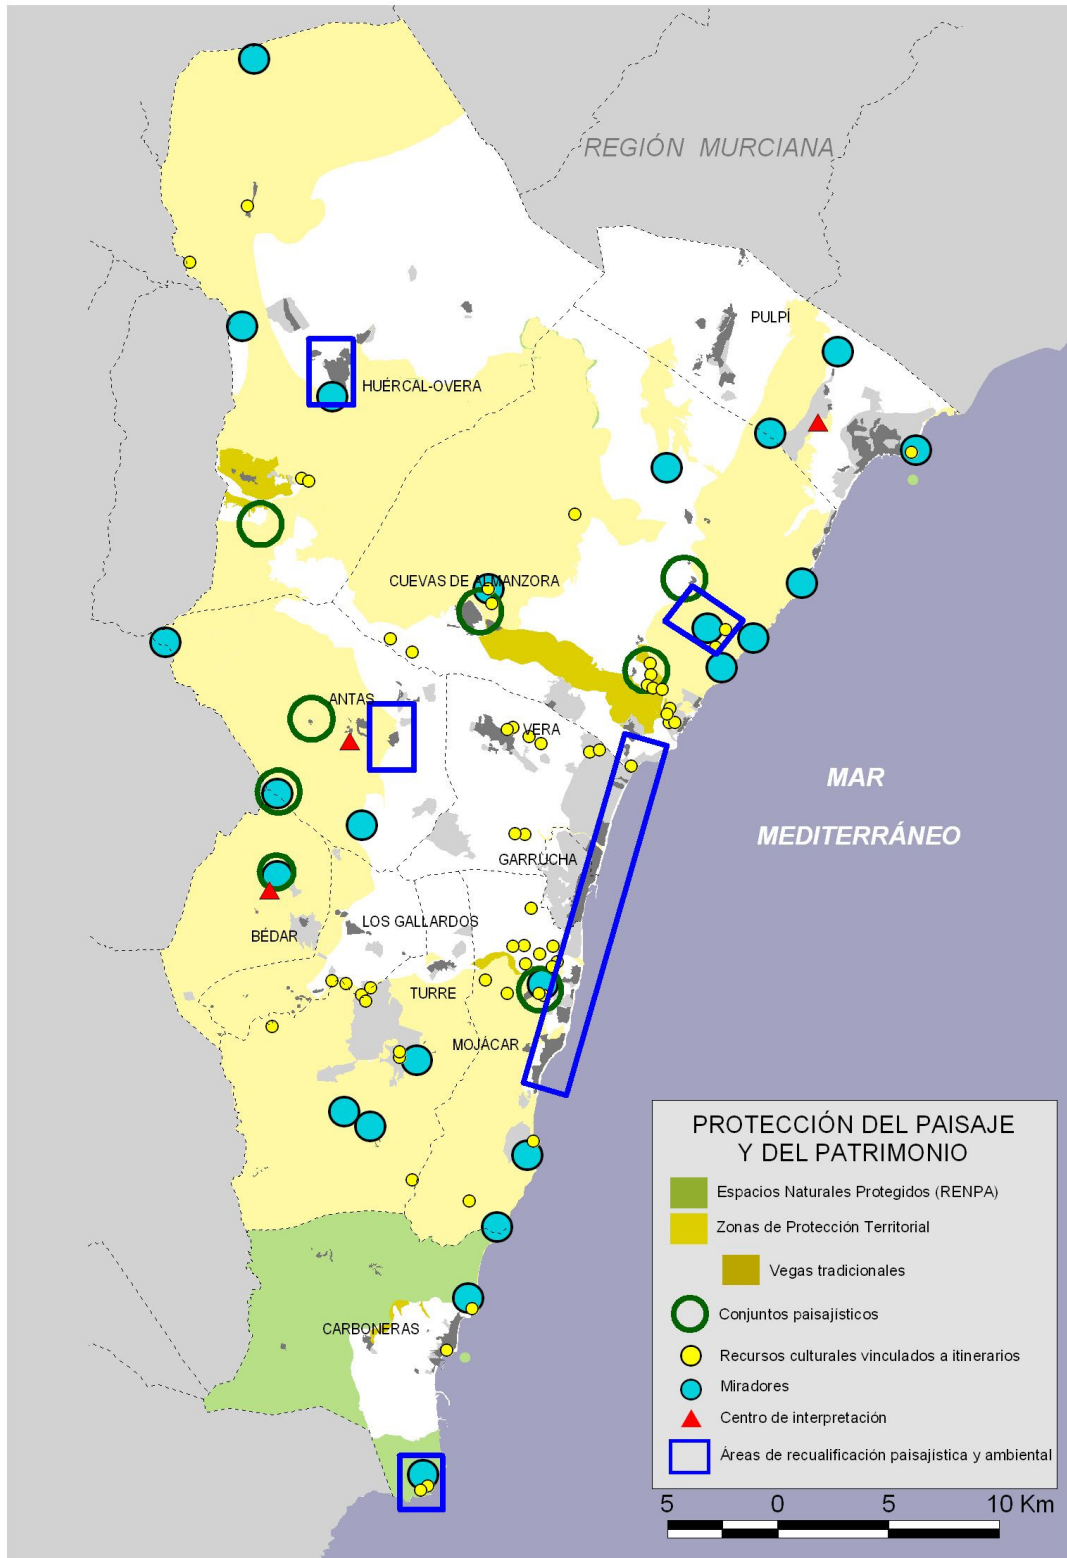 REGIÓN MURCIANA
PULPÍ
HUÉRCAL-OVERA
CUEVAS DE ALMANZORA
ANTAS
VERA
MAR
MEDITERRÁNEO
GARRUCHA
LOS GALLARDOS
BÉDAR
TURRE
MOJÁCAR
CARBONERAS
PROTECCIÓN DEL PAISAJE
Y DEL PATRIMONIO
Espacios Naturales Protegidos (RENPA)
Zonas de Protección Territorial
Vegas tradicionales
Conjuntos paisajísticos
Recursos culturales vinculados a itinerarios
Miradores
Centro de interpretación
Áreas de recualificación paisajística y ambiental
5 0 5 10 Km